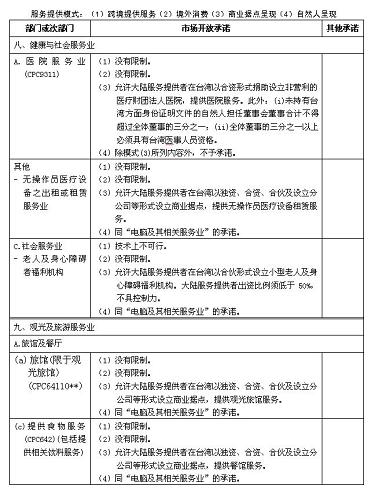 服务提供模式：（1）跨境提供服务（2）境外消费（3）商业据点呈现（4）自然人呈现
部门或次部门
市场开放承诺
其他承诺
八、健康与社会服务业
A. 医院服务业
(CPC9311)
（1）没有限制。
（2）没有限制。
（3）允许大陆服务提供者在台湾以合资形式捐助设立非营利的
医疗财团法人医院，提供医院服务。此外：(i)未持有台
湾方面身份证明文件的自然人担任董事会董事合计不得
超过全体董事的三分之一；(ii)全体董事的三分之一以上
必须具有台湾医事人员资格。
（4）除模式(3)所列内容外，不予承诺。
其他
- 无操作员医疗设
备之出租或租赁
服务业
（1）没有限制。
（2）没有限制。
（3）允许大陆服务提供者在台湾以独资、合资、合伙及设立分
公司等形式设立商业据点，提供无操作员医疗设备租赁服
务。
（4）同“电脑及其相关服务业”的承诺。
C.社会服务业
- 老人及身心障碍
者福利机构
（1）技术上不可行。
（2）没有限制。
（3）允许大陆服务提供者在台湾以合伙形式设立小型老人及身
心障碍福利机构。大陆服务提供者出资比例须低于 50%，
不具控制力。
（4）同“电脑及其相关服务业”的承诺。
九、观光及旅游服务业
A.旅馆及餐厅
(a) 旅馆(限于观
光旅馆)
(CPC64110**)
（1）没有限制。
（2）没有限制。
（3）允许大陆服务提供者在台湾以独资、合资、合伙及设立分
公司等形式设立商业据点，提供观光旅馆服务。
（4）同“电脑及其相关服务业”的承诺。
(c)提供食物服务
(CPC642)(包括提
供相关饮料服务)
（1）没有限制。
（2）没有限制。
（3）允许大陆服务提供者在台湾以独资、合资、合伙及设立分
公司等形式设立商业据点，提供餐馆服务。
（4）同“电脑及其相关服务业”的承诺。